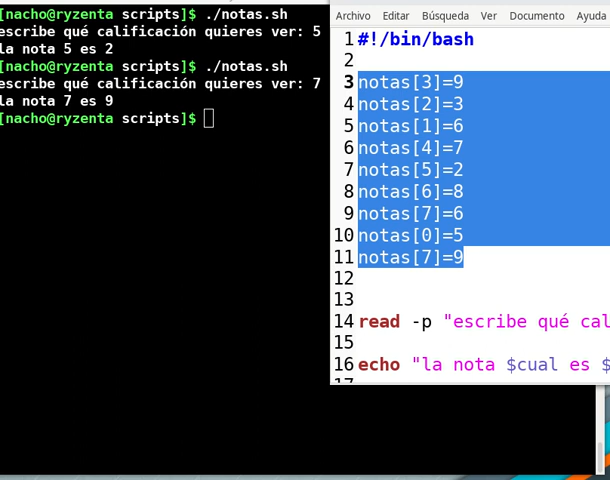 [nacho@ryzenta scripts]$ ./notas.sh
escribe qué calificación quieres ver: 5
la nota 5 es 2
[nacho@ryzenta scripts]$ ./notas.sh
escribe qué calificación quieres ver: 7
la nota 7 es 9
[nacho@ryzenta scripts]$
Archivo Editar Búsqueda Ver Documento Ayuda
1 #!/bin/bash
2
3 notas[3]=9
4 notas[2]=3
5 notas[1]=6
6 notas[4]=7
7 notas[5]=2
8 notas[6]=8
9 notas[7]=6
10 notas[0]=5
11 notas[7]=9
12
13
14 read -p "escribe qué cal
15
16 echo "la nota $cual es $
17